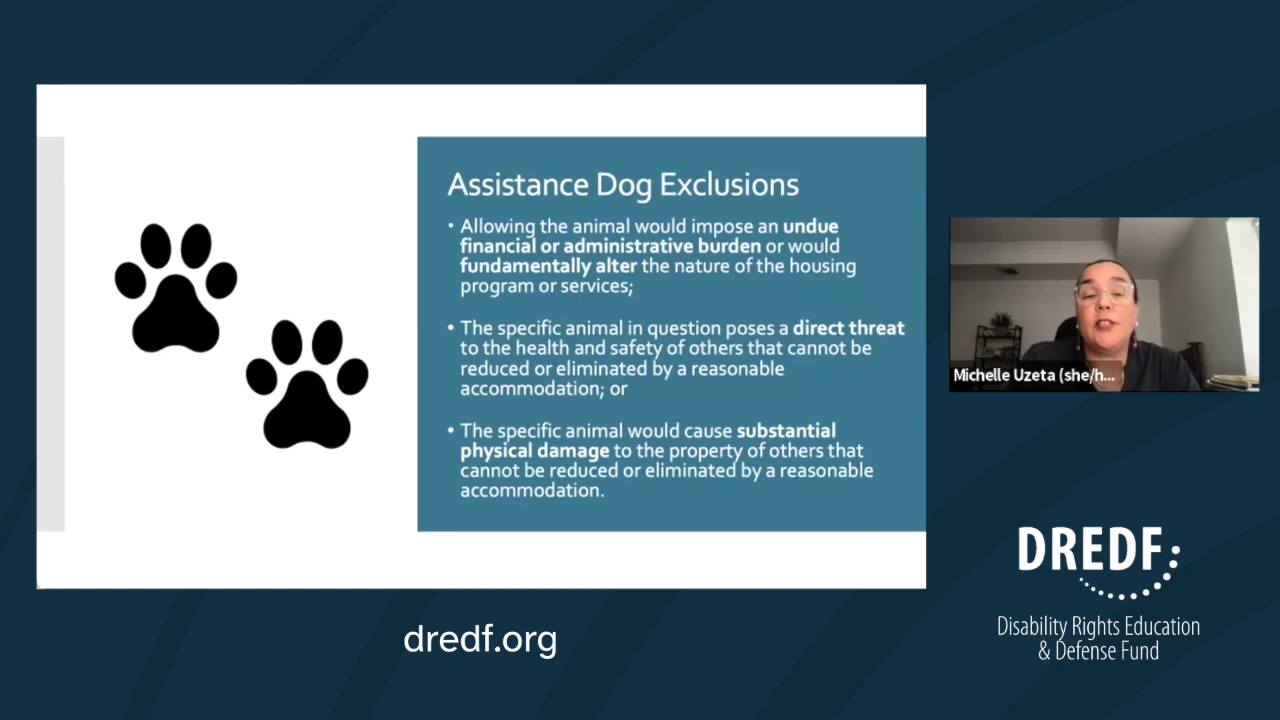 Assistance Dog Exclusions
• Allowing the animal would impose an undue
financial or administrative burden or would
fundamentally alter the nature of the housing
program or services;
• The specific animal in question poses a direct threat
to the health and safety of others that cannot be
reduced or eliminated by a reasonable
accommodation; or
• The specific animal would cause substantial
physical damage to the property of others that
cannot be reduced or eliminated by a reasonable
accommodation.
Michelle Uzeta (she/h...
DREDF
Disability Rights Education
& Defense Fund
dredf.org